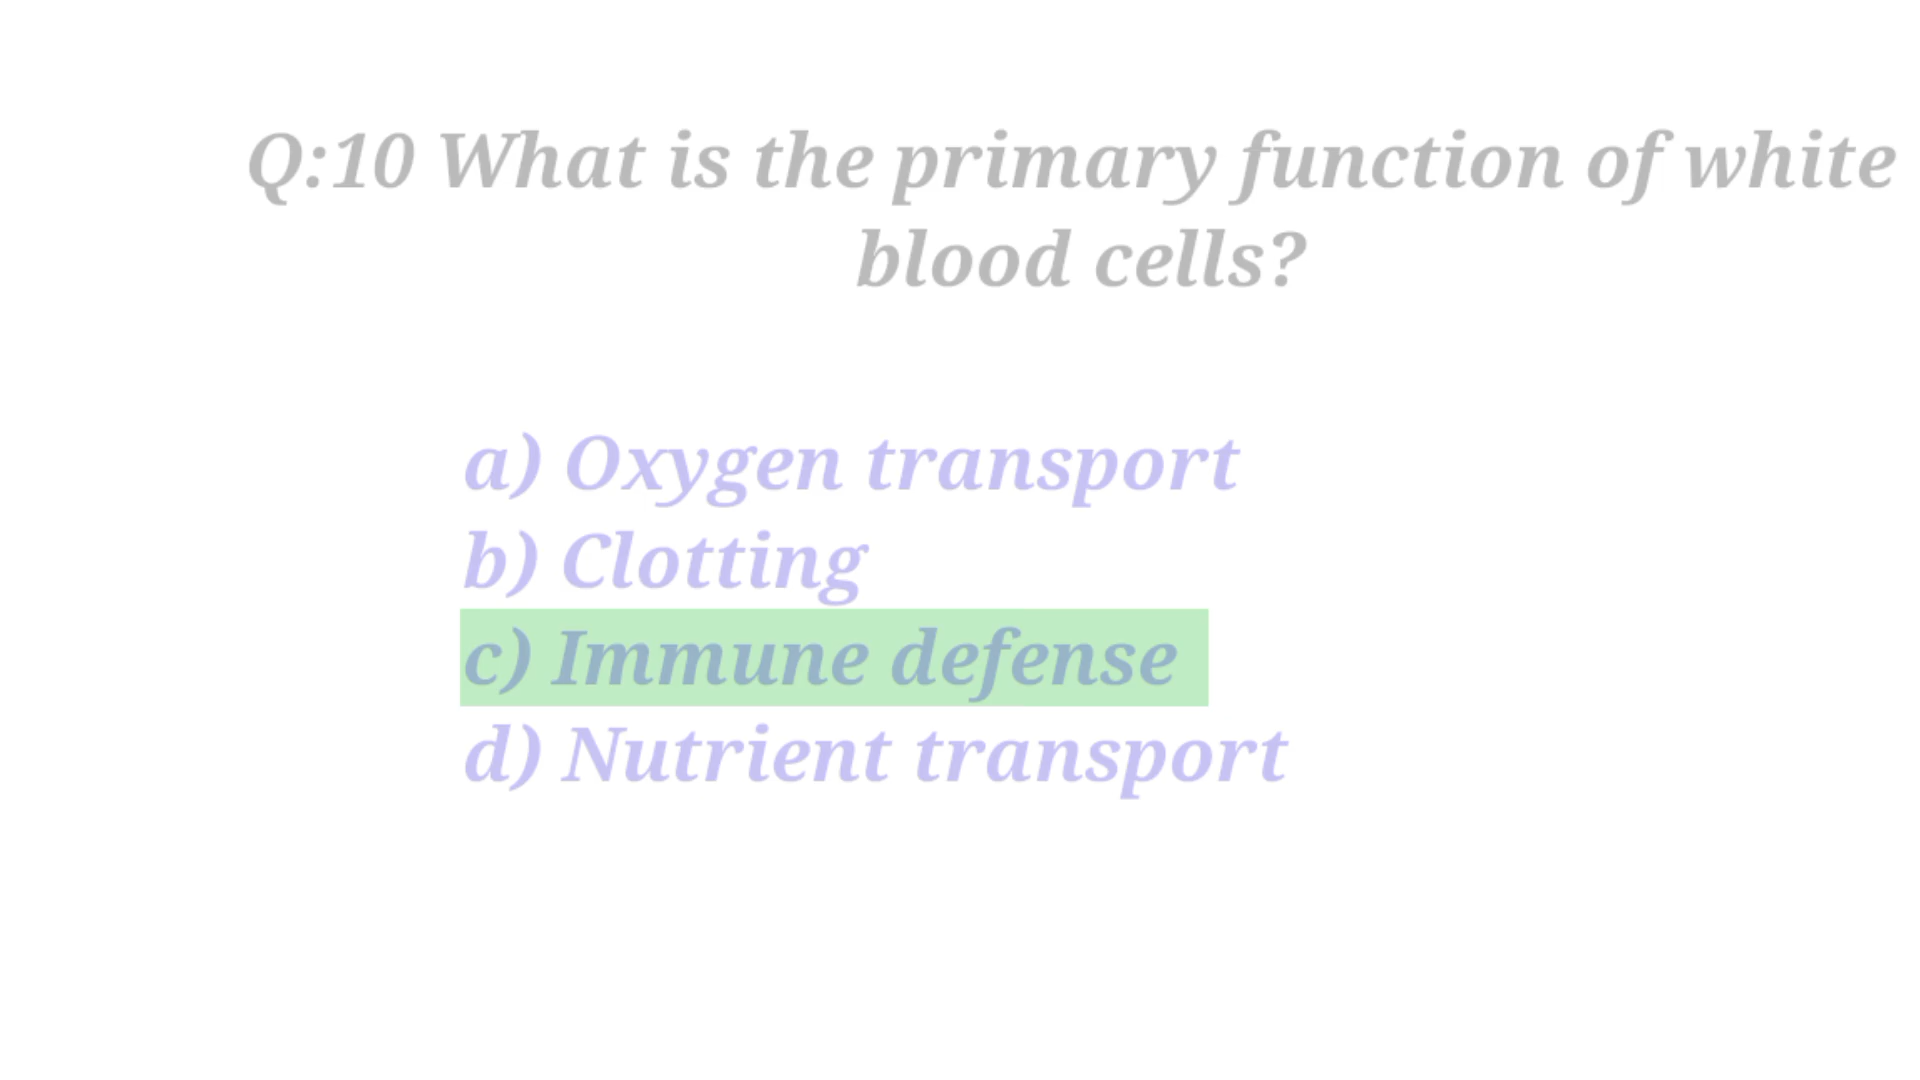 Q:10 What is the primary function of white
blood cells?
a) Oxygen transport
b) Clotting
c) Immune defense
d) Nutrient transport